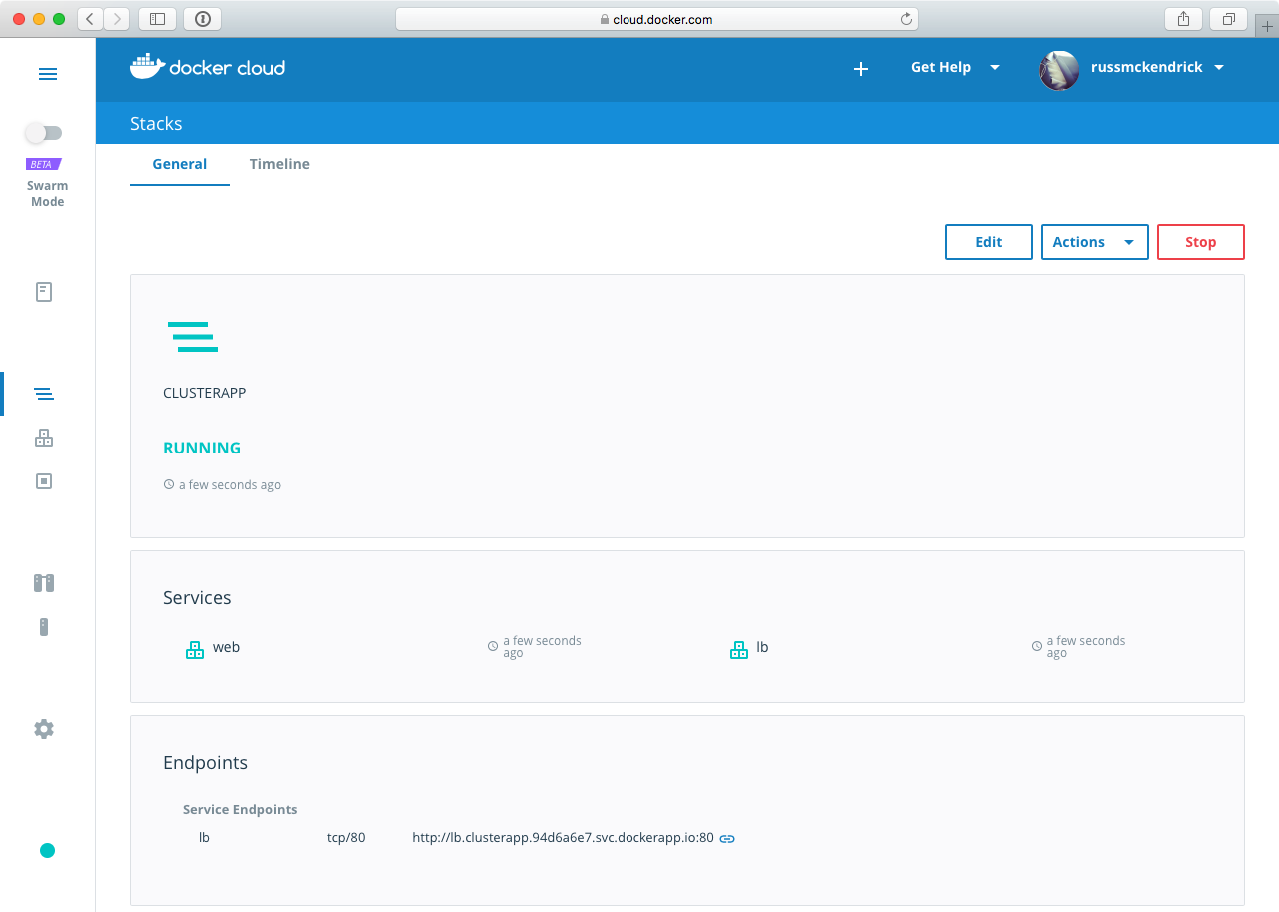 cloud.docker.com
docker cloud
Get Help
russmckendrick
Stacks
BETA
Swarm
Mode
General
Timeline
Edit
Actions
Stop
CLUSTERAPP
RUNNING
a few seconds ago
Services
web
a few seconds
ago
lb
a few seconds
ago
Endpoints
Service Endpoints
lb tcp/80 http://lb.clusterapp.94d6a6e7.svc.dockerapp.io:80